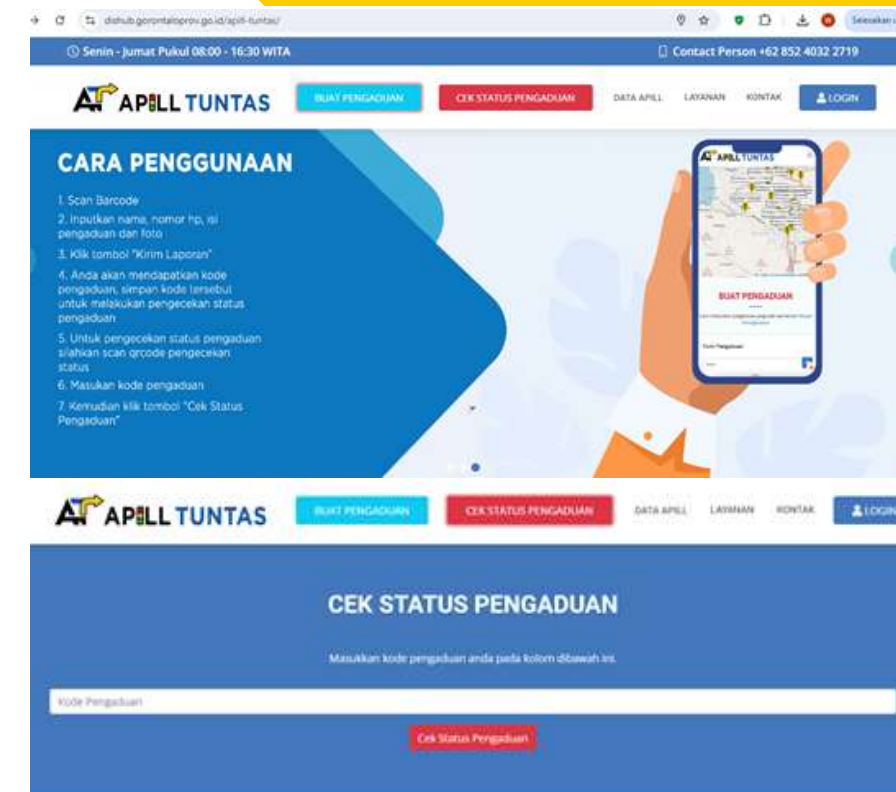 dishub.gorontaloprov.go.id/apill-tuntas/
Senin - Jumat Pukul 08:00 - 16:30 WITA
Contact Person +62 852 4032 2719
APILL TUNTAS
BUAT PENGADUAN
CEK STATUS PENGADUAN
DATA APILL
LAYANAN
KONTAK
LOGIN
CARA PENGGUNAAN
1. Scan Barcode
2. Inputkan nama, nomor hp, isi
pengaduan dan foto
3. Klik tombol "Kirim Laporan"
4. Anda akan mendapatkan kode
pengaduan, simpan kode tersebut
untuk melakukan pengecekan status
pengaduan
5. Untuk pengecekan status pengaduan
silahkan scan qrcode pengecekan
status
6. Masukan kode pengaduan
7. Kemudian klik tombol "Cek Status
Pengaduan"
APILL TUNTAS
BUAT PENGADUAN
Form Pengaduan
APILL TUNTAS
BUAT PENGADUAN
CEK STATUS PENGADUAN
DATA APILL
LAYANAN
KONTAK
LOGIN
CEK STATUS PENGADUAN
Masukkan kode pengaduan anda pada kolom dibawah ini.
Kode Pengaduan
Cek Status Pengaduan